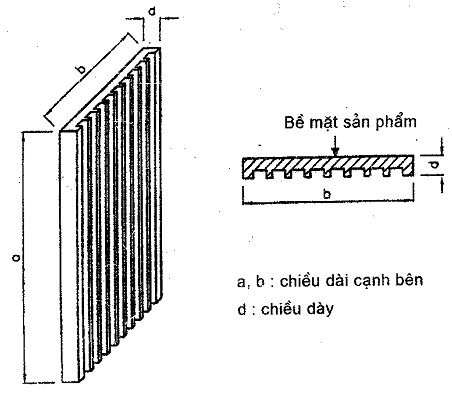 d
b
a
Bề mặt sản phẩm
d
b
a, b : chiều dài cạnh bên
d : chiều dày